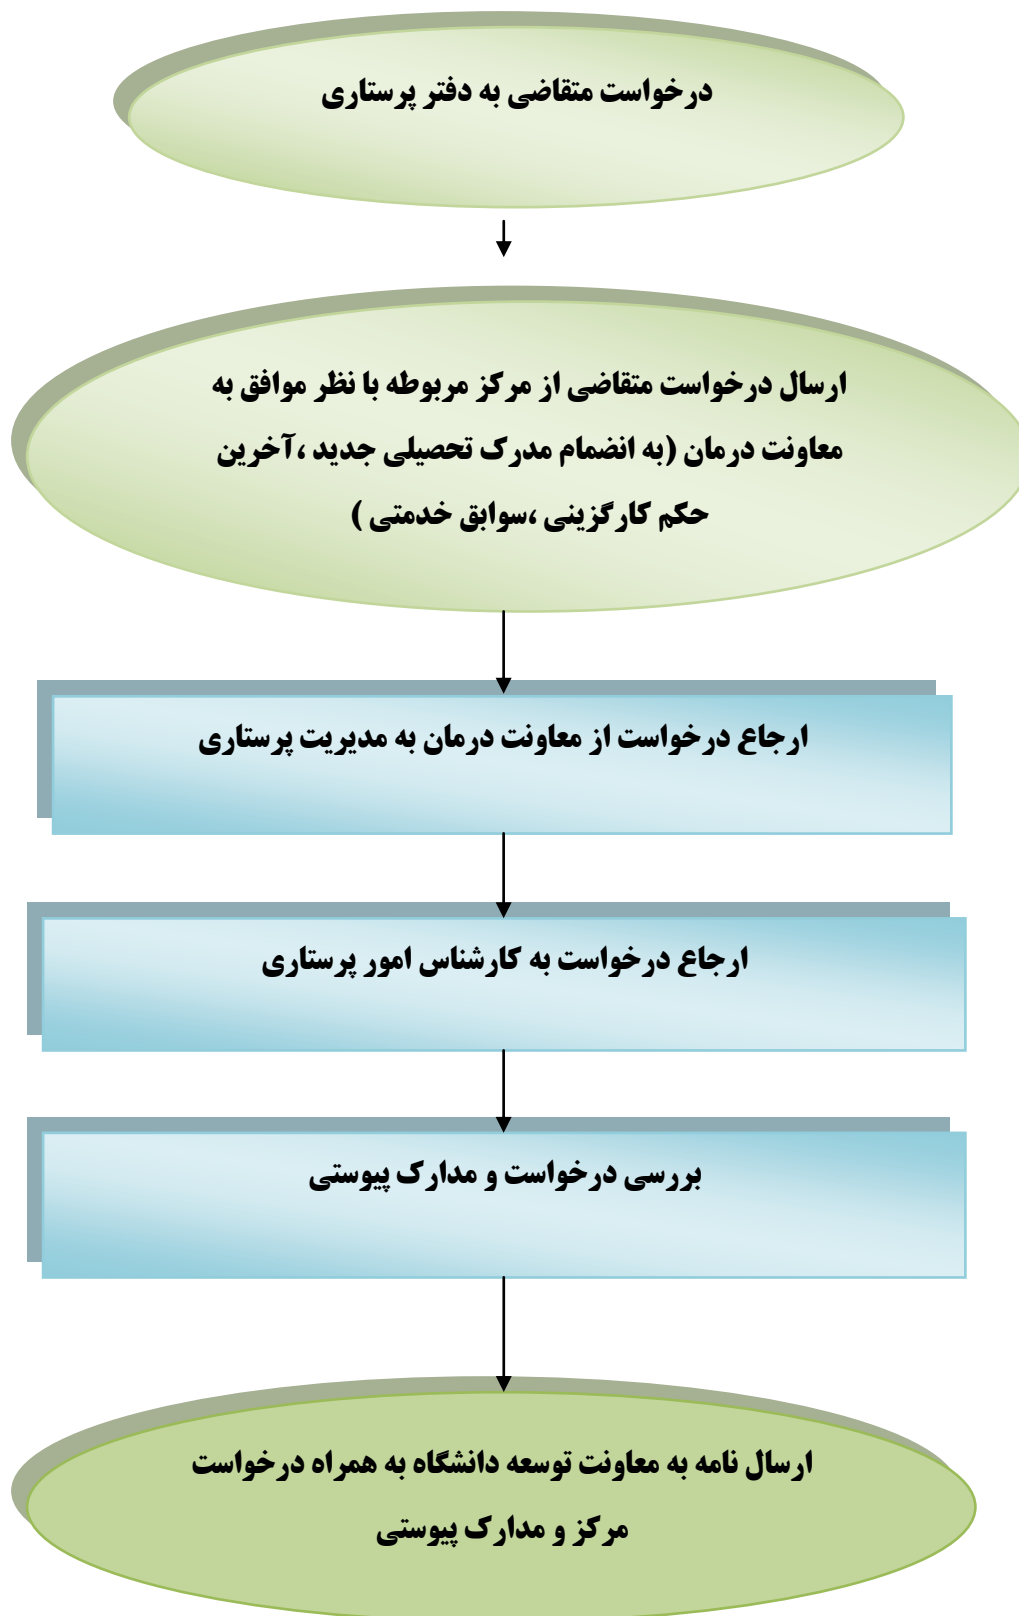 درخواست متقاضی به دفتر پرستاری
ارسال درخواست متقاضی از مرکز مربوطه با نظر موافق به
معاونت درمان (به انضمام مدرک تحصیلی جدید ،آخرین
حکم کارگزینی ،سوابق خدمتی )
ارجاع درخواست از معاونت درمان به مدیریت پرستاری
ارجاع درخواست به کارشناس امور پرستاری
بررسی درخواست و مدارک پیوستی
ارسال نامه به معاونت توسعه دانشگاه به همراه درخواست
مرکز و مدارک پیوستی